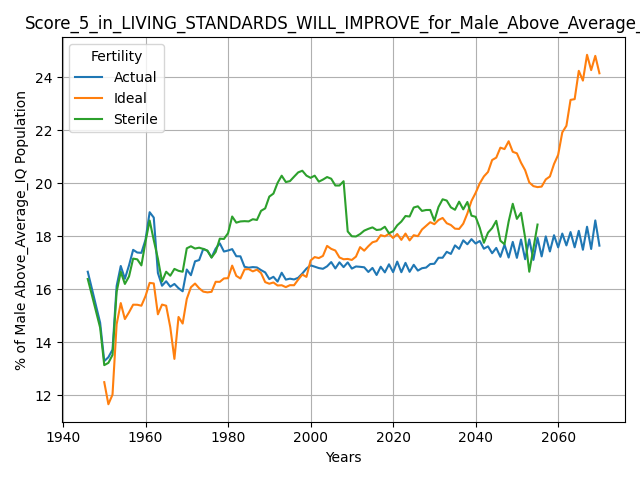 Score_5_in_LIVING_STANDARDS_WILL_IMPROVE_for_Male_Above_Average_
Fertility
Actual
Ideal
Sterile
% of Male Above_Average_IQ Population
24
22
20
18
16
14
12
1940
1960
1980
2000
2020
2040
2060
Years